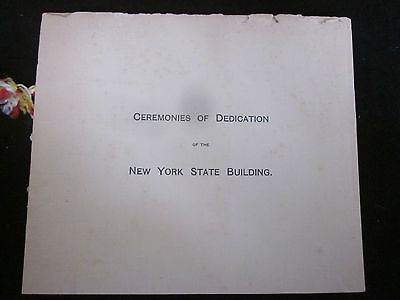 CEREMONIES OF DEDICATION
OF THE
NEW YORK STATE BUILDING.